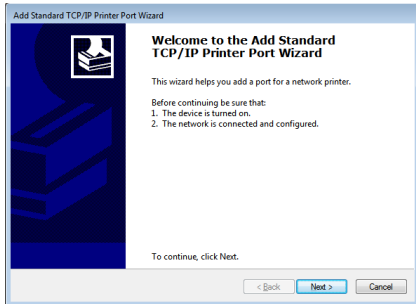 Add Standard TCP/IP Printer Port Wizard
Welcome to the Add Standard
TCP/IP Printer Port Wizard
This wizard helps you add a port for a network printer.
Before continuing be sure that:
1. The device is turned on.
2. The network is connected and configured.
To continue, click Next.
< Back Next > Cancel